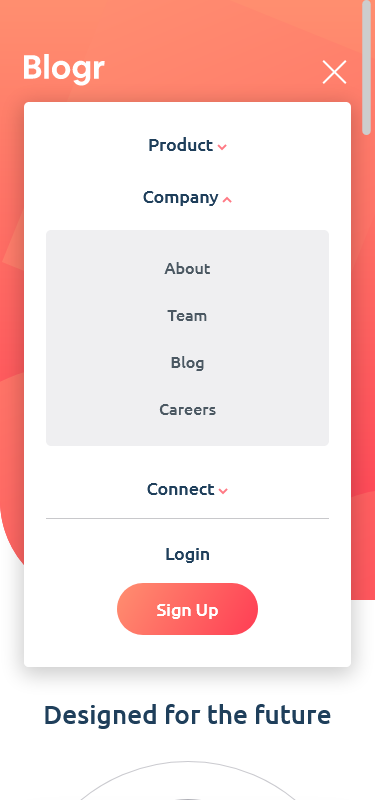 Blogr
Product
Company
About
Team
Blog
Careers
Connect
Login
Sign Up
Designed for the future